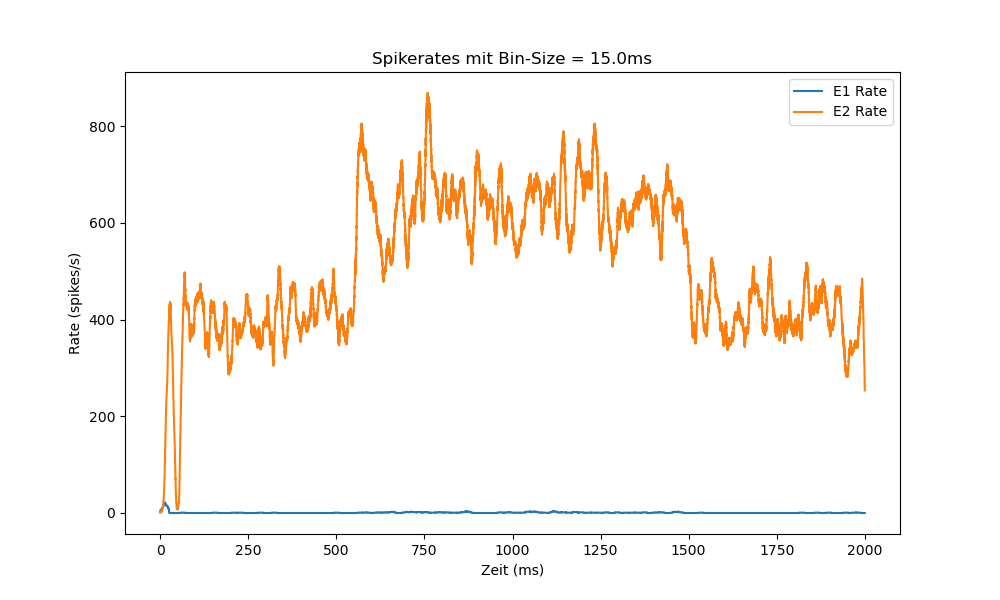 Spikerates mit Bin-Size = 15.0ms
E1 Rate
E2 Rate
Rate (spikes/s)
800
600
400
200
0
0 250 500 750 1000 1250 1500 1750 2000
Zeit (ms)